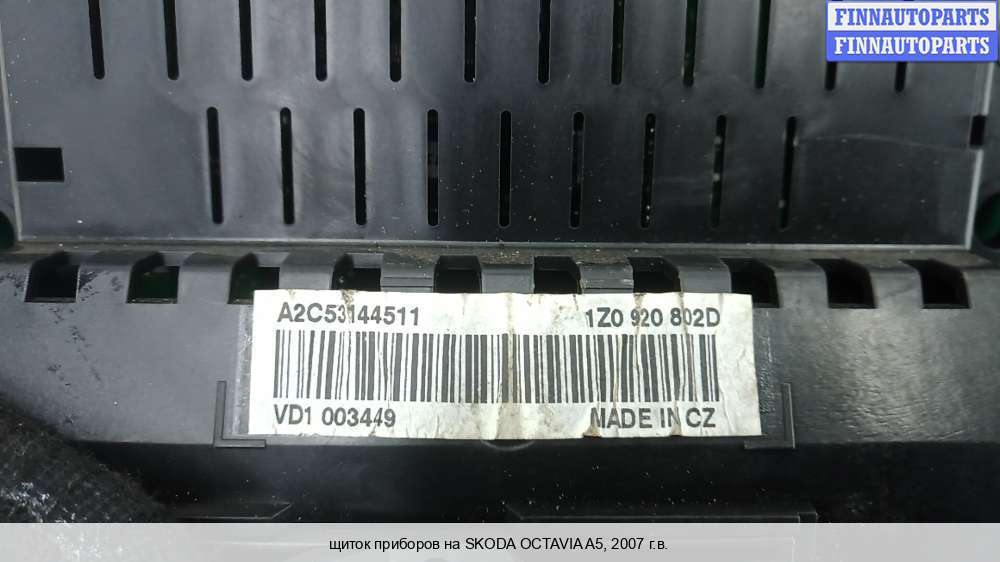 FINNAUTOPARTS
FINNAUTOPARTS
A2C53144511 1Z0 920 802D
VD1 003449 MADE IN CZ
щиток приборов на SKODA OCTAVIA A5, 2007 г.в.